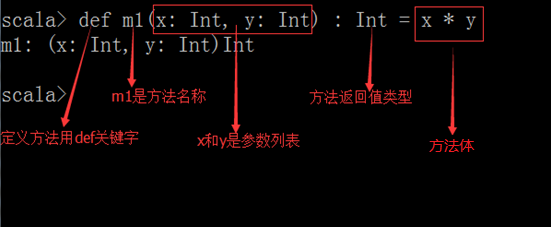 scala> def m1(x: Int, y: Int) : Int = x * y
m1: (x: Int, y: Int)Int
scala>
m1是方法名称
方法返回值类型
定义方法用def关键字
x和y是参数列表
方法体